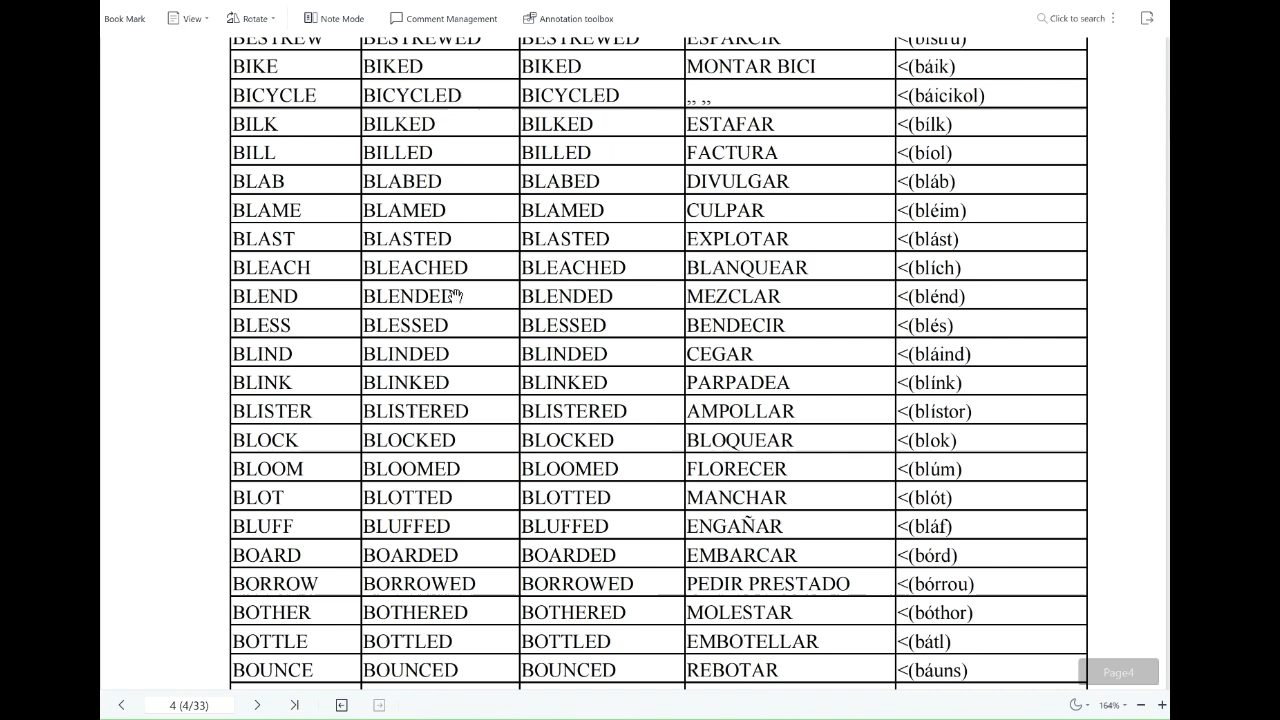 Book Mark View Rotate Note Mode Comment Management Annotation toolbox Click to search
BESTREW BESTREWED BESTREWED ESPARCIR <(bistrú)
BIKE BIKED BIKED MONTAR BICI <(báik)
BICYCLE BICYCLED BICYCLED ,, ,, <(báicikol)
BILK BILKED BILKED ESTAFAR <(bílk)
BILL BILLED BILLED FACTURA <(bíol)
BLAB BLABED BLABED DIVULGAR <(bláb)
BLAME BLAMED BLAMED CULPAR <(bléim)
BLAST BLASTED BLASTED EXPLOTAR <(blást)
BLEACH BLEACHED BLEACHED BLANQUEAR <(blích)
BLEND BLENDED BLENDED MEZCLAR <(blénd)
BLESS BLESSED BLESSED BENDECIR <(blés)
BLIND BLINDED BLINDED CEGAR <(bláind)
BLINK BLINKED BLINKED PARPADEA <(blínk)
BLISTER BLISTERED BLISTERED AMPOLLAR <(blístor)
BLOCK BLOCKED BLOCKED BLOQUEAR <(blok)
BLOOM BLOOMED BLOOMED FLORECER <(blúm)
BLOT BLOTTED BLOTTED MANCHAR <(blót)
BLUFF BLUFFED BLUFFED ENGAÑAR <(bláf)
BOARD BOARDED BOARDED EMBARCAR <(bórd)
BORROW BORROWED BORROWED PEDIR PRESTADO <(bórrou)
BOTHER BOTHERED BOTHERED MOLESTAR <(bóthor)
BOTTLE BOTTLED BOTTLED EMBOTELLAR <(bátl)
BOUNCE BOUNCED BOUNCED REBOTAR <(báuns)
Page4
4 (4/33) 164%